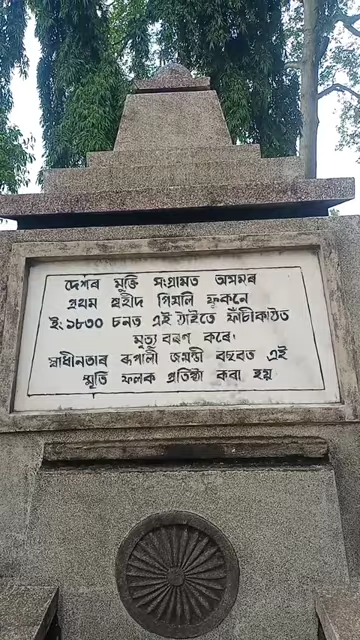 দেশৰ মুক্তি সংগ্ৰামত অসমৰ
প্ৰথম শ্বহীদ পিয়লি ফুকনে
ইং ১৮৩০ চনত এই ঠাইতে ফাঁচীকাঠত
মৃত্যু বৰণ কৰে।
স্বাধীনতাৰ ৰূপালী জয়ন্তী বছৰত এই
স্মৃতি ফলক প্ৰতিষ্ঠা কৰা হয়